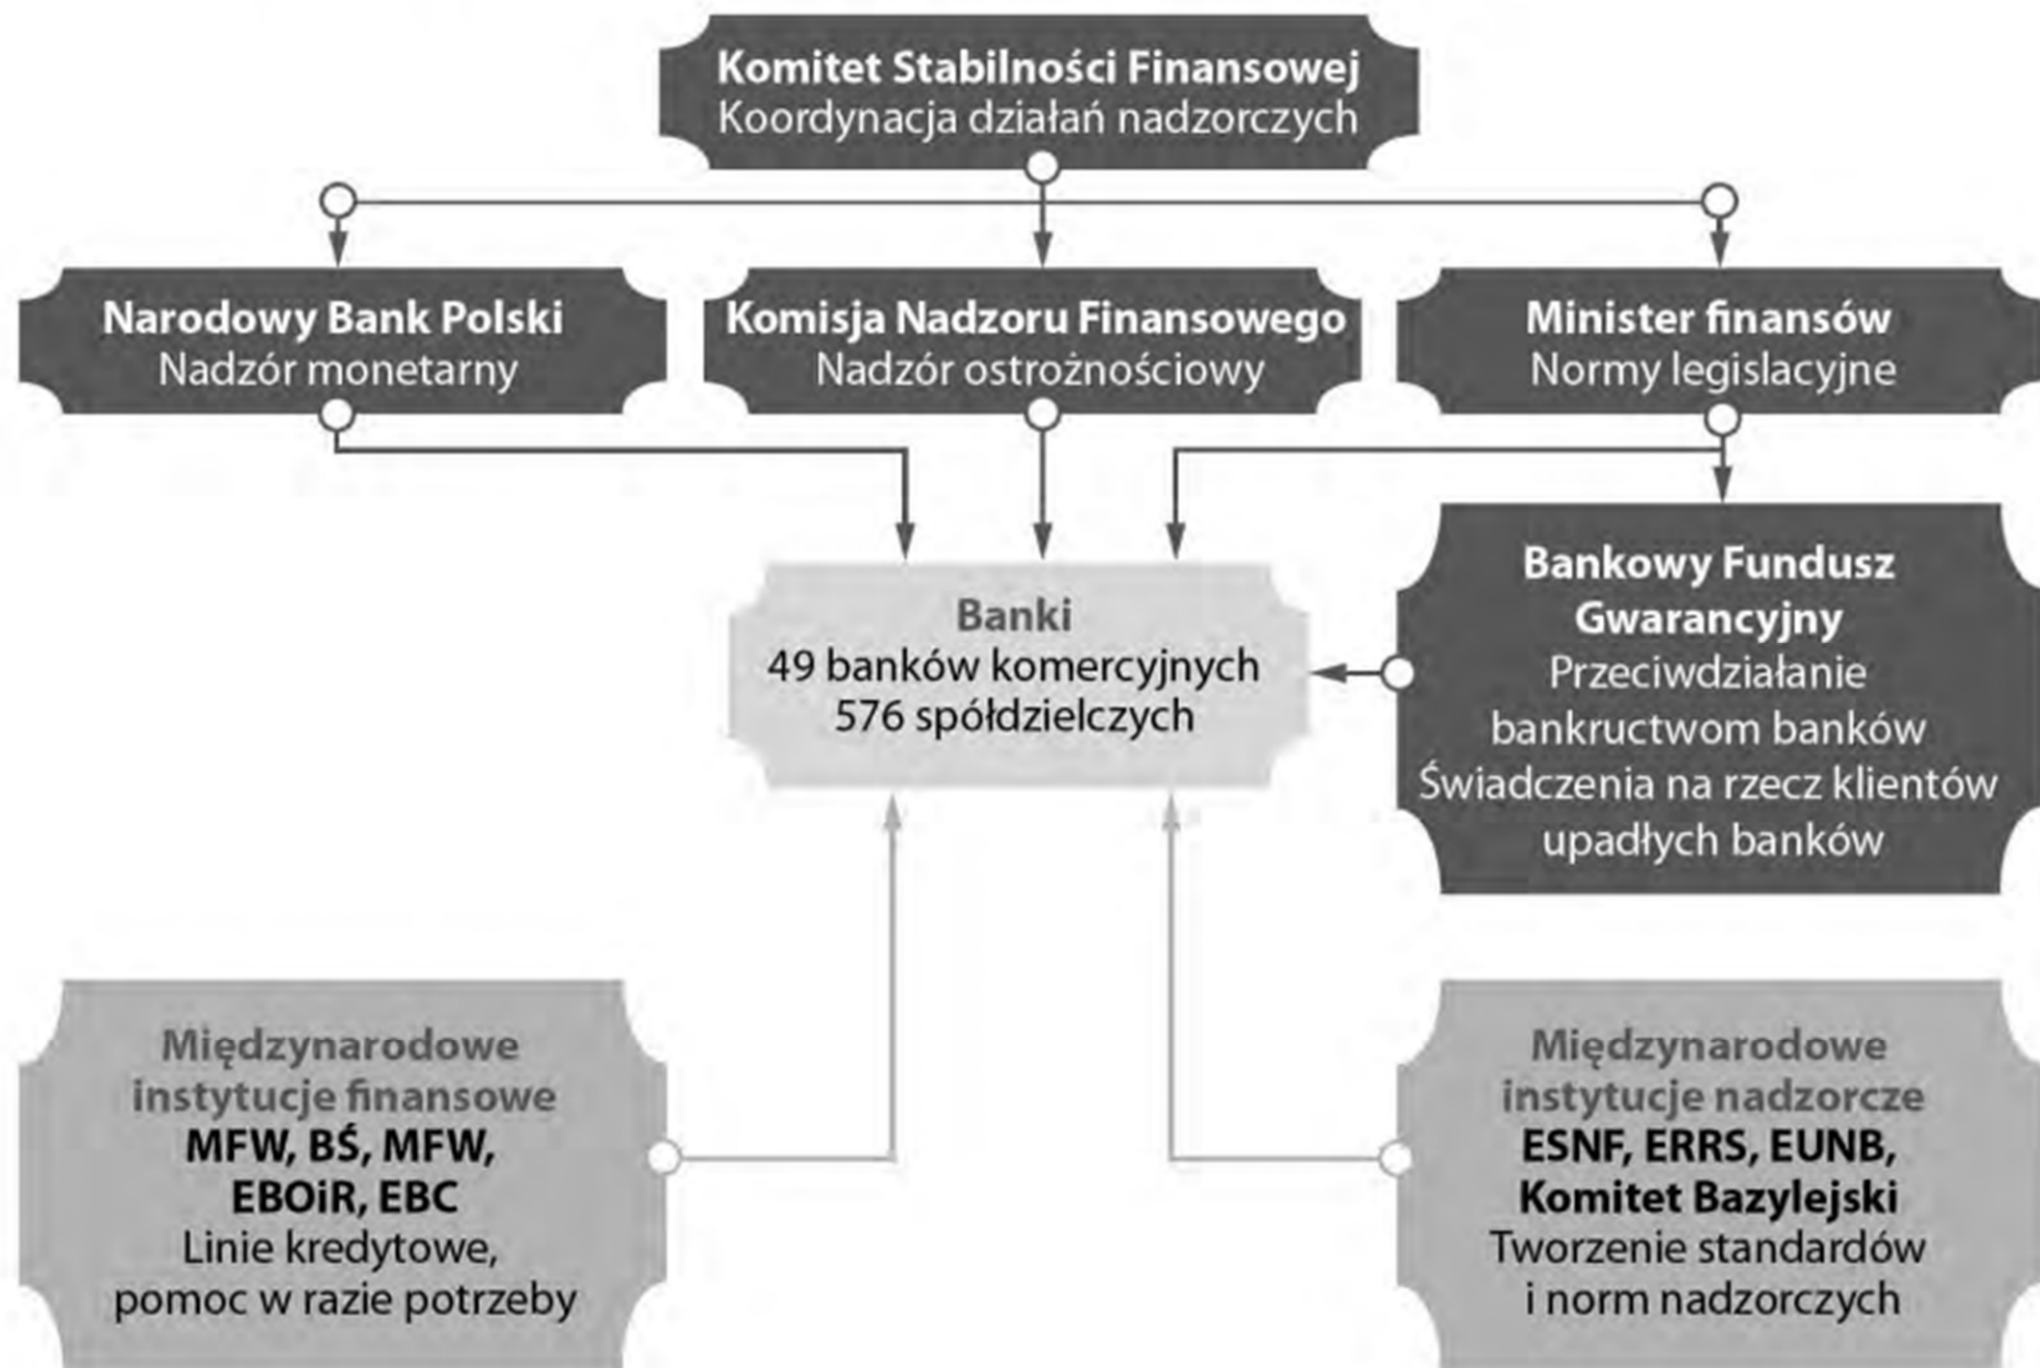 Komitet Stabilności Finansowej
Koordynacja działań nadzorczych
Narodowy Bank Polski
Nadzór monetarny
Komisja Nadzoru Finansowego
Nadzór ostrożnościowy
Minister finansów
Normy legislacyjne
Banki
49 banków komercyjnych
576 spółdzielczych
Bankowy Fundusz
Gwarancyjny
Przeciwdziałanie
bankructwom banków
Świadczenia na rzecz klientów
upadłych banków
Międzynarodowe
instytucje finansowe
MFW, BŚ, MFW,
EBOiR, EBC
Linie kredytowe,
pomoc w razie potrzeby
Międzynarodowe
instytucje nadzorcze
ESNF, ERRS, EUNB,
Komitet Bazylejski
Tworzenie standardów
i norm nadzorczych